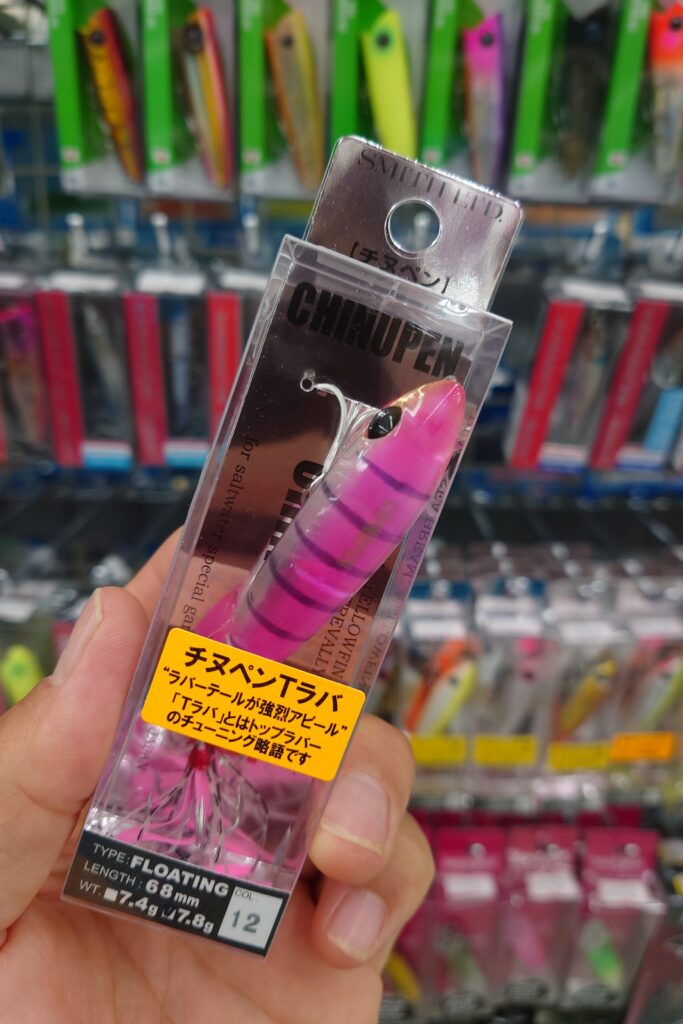 SMITH LTD.
【チヌペン】
CHINUPEN
for saltwater special
チヌペンTラバ
“ラバーテールが強烈アピール”
「Tラバ」とはトップラバー
のチューニング略語です
TYPE: FLOATING
LENGTH: 68mm
WT: ■7.4g ☑7.8g
COL:
12